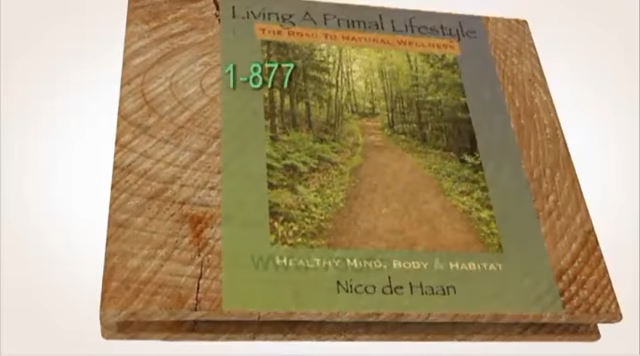 Living A Primal Lifestyle
The Road To Natural Wellness
1-877
Healthy Mind, Body & Habitat
Nico de Haan